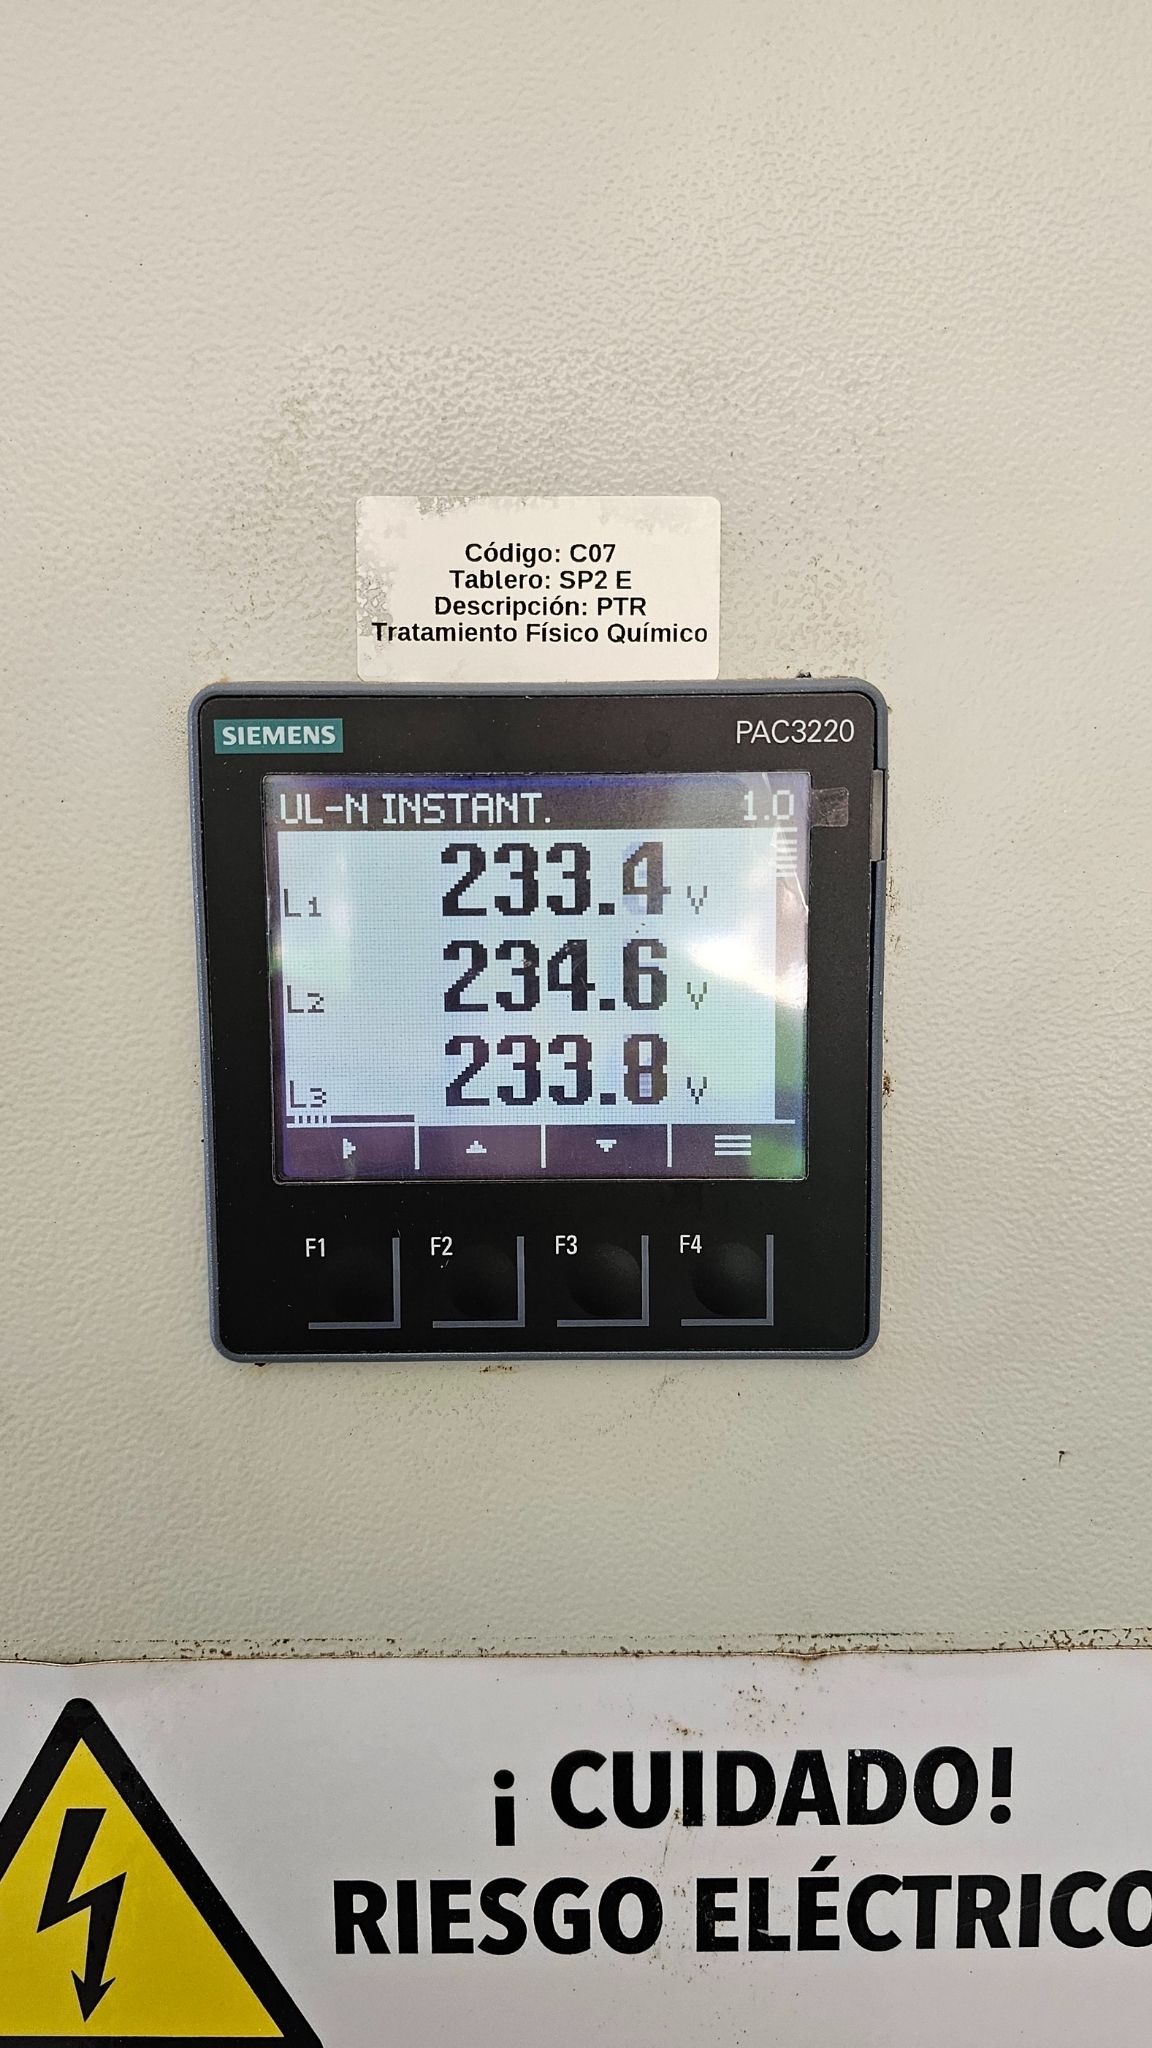 Código: C07
Tablero: SP2 E
Descripción: PTR
Tratamiento Físico Químico
SIEMENS
PAC3220
UL-N INSTANT. 1.0
L1 233.4 V
L2 234.6 V
L3 233.8 V
F1 F2 F3 F4
¡ CUIDADO!
RIESGO ELÉCTRICO